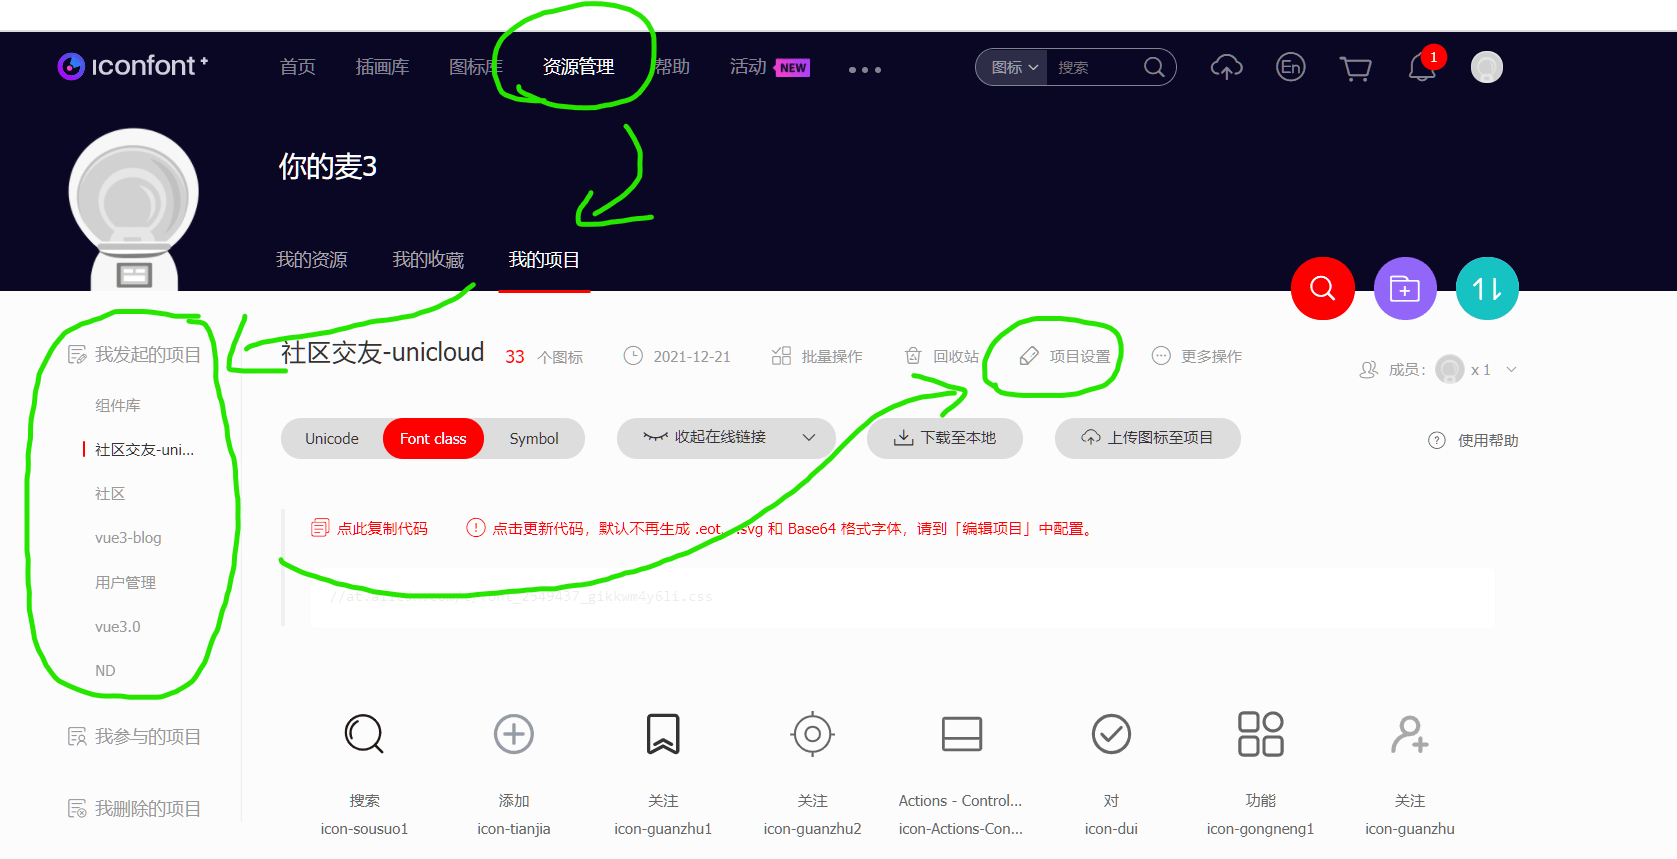 iconfont+
首页 插画库 图标库 资源管理 帮助 活动 NEW
图标 搜索 En 1
你的麦3
我的资源 我的收藏 我的项目
我发起的项目
组件库
社区交友-uni...
社区
vue3-blog
用户管理
vue3.0
ND
我参与的项目
我删除的项目
社区交友-unicloud 33 个图标 2021-12-21 批量操作 回收站 项目设置 更多操作
成员： x 1
Unicode Font class Symbol 收起在线链接 下载至本地 上传图标至项目
使用帮助
点此复制代码 点击更新代码，默认不再生成 .eot、.svg 和 Base64 格式字体，请到「编辑项目」中配置。
_2549437_gikkwm4y6li.css
搜索 添加 关注 关注 Actions - Control... 对 功能 关注
icon-sousuo1 icon-tianjia icon-guanzhu1 icon-guanzhu2 icon-Actions-Con... icon-dui icon-gongneng1 icon-guanzhu